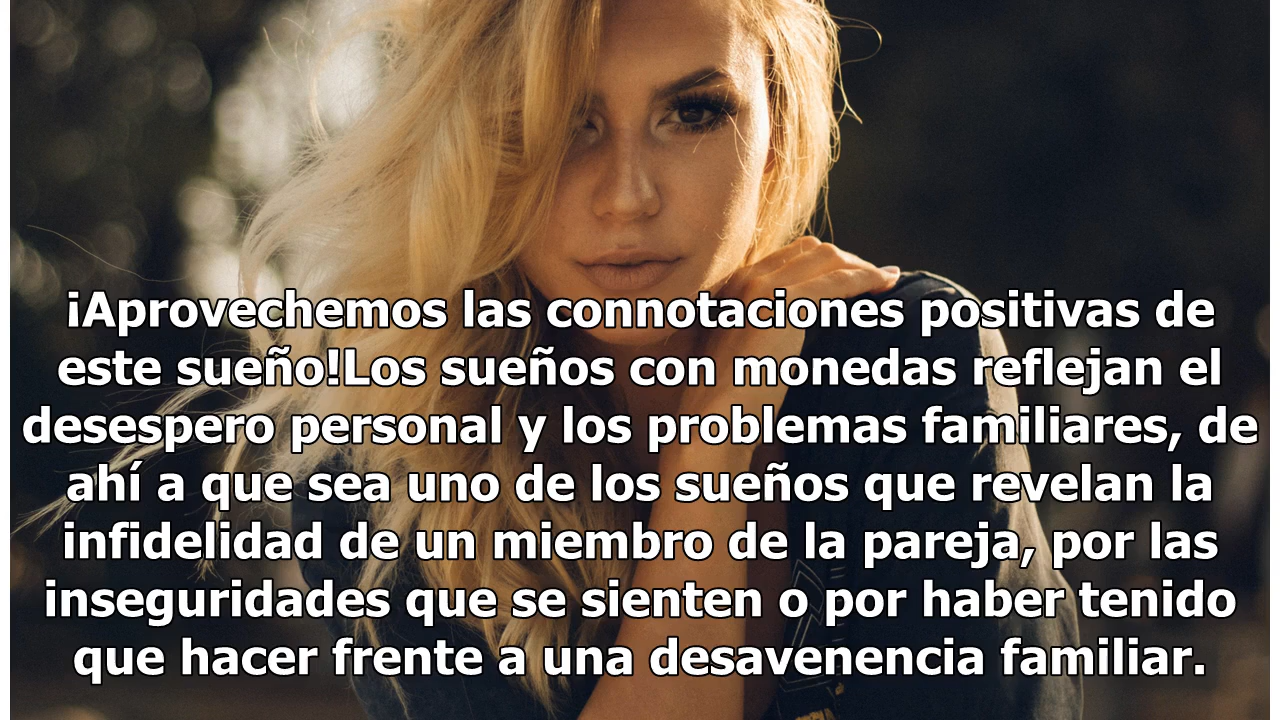 ¡Aprovechemos las connotaciones positivas de
este sueño!Los sueños con monedas reflejan el
desespero personal y los problemas familiares, de
ahí a que sea uno de los sueños que revelan la
infidelidad de un miembro de la pareja, por las
inseguridades que se sienten o por haber tenido
que hacer frente a una desavenencia familiar.